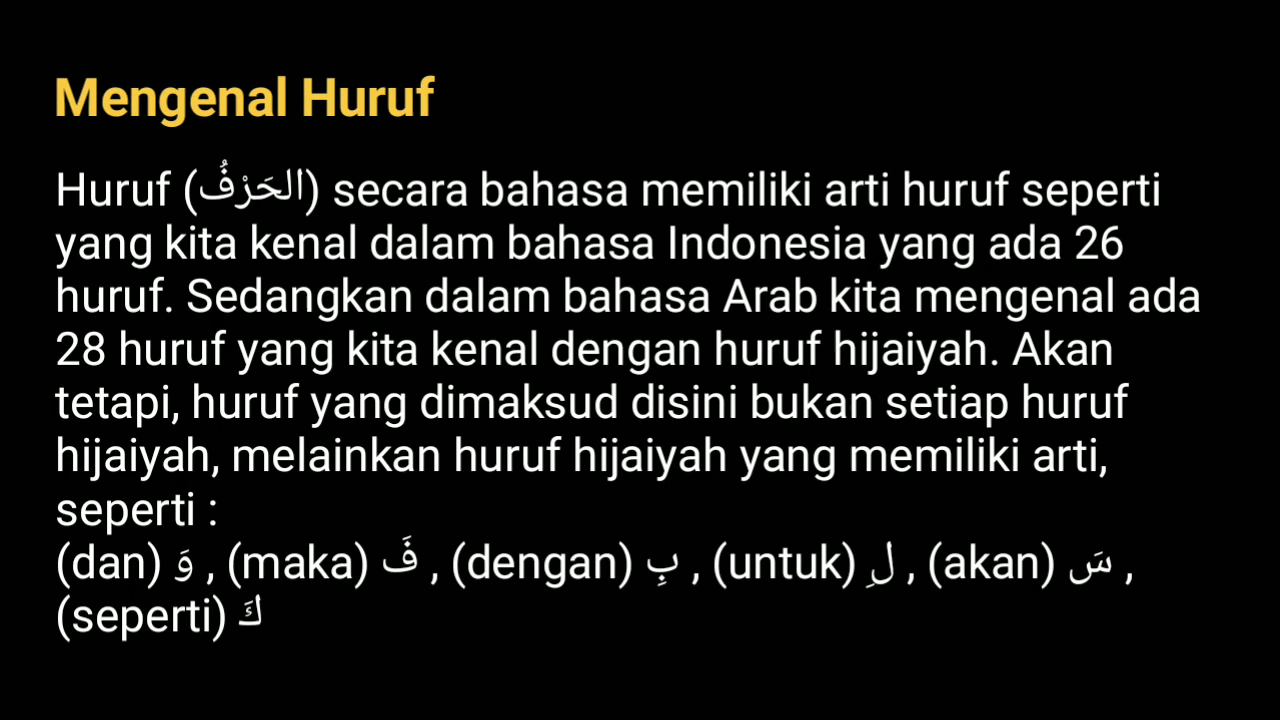 Mengenal Huruf
Huruf (الحَرْفُ) secara bahasa memiliki arti huruf seperti
yang kita kenal dalam bahasa Indonesia yang ada 26
huruf. Sedangkan dalam bahasa Arab kita mengenal ada
28 huruf yang kita kenal dengan huruf hijaiyah. Akan
tetapi, huruf yang dimaksud disini bukan setiap huruf
hijaiyah, melainkan huruf hijaiyah yang memiliki arti,
seperti :
(dan) وَ , (maka) فَ , (dengan) بِ , (untuk) لِ , (akan) سَ ,
(seperti) كَ